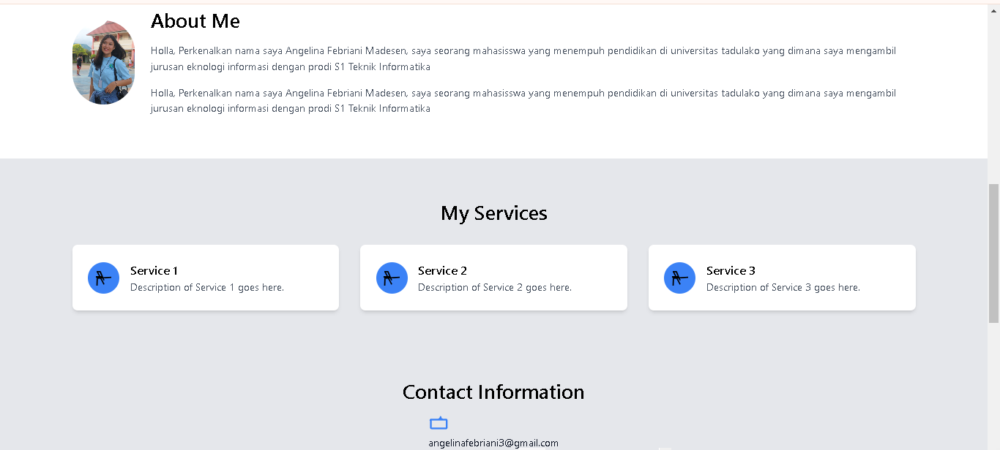 About Me
Holla, Perkenalkan nama saya Angelina Febriani Madesen, saya seorang mahasisswa yang menempuh pendidikan di universitas tadulako yang dimana saya mengambil
jurusan eknologi informasi dengan prodi S1 Teknik Informatika
Holla, Perkenalkan nama saya Angelina Febriani Madesen, saya seorang mahasisswa yang menempuh pendidikan di universitas tadulako yang dimana saya mengambil
jurusan eknologi informasi dengan prodi S1 Teknik Informatika
My Services
Service 1
Description of Service 1 goes here.
Service 2
Description of Service 2 goes here.
Service 3
Description of Service 3 goes here.
Contact Information
angelinafebriani3@gmail.com